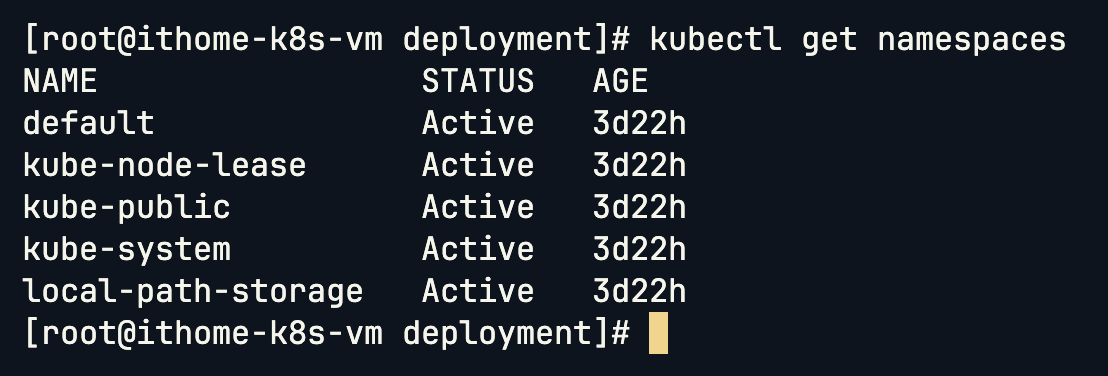 [root@ithome-k8s-vm deployment]# kubectl get namespaces
NAME                 STATUS   AGE
default              Active   3d22h
kube-node-lease      Active   3d22h
kube-public          Active   3d22h
kube-system          Active   3d22h
local-path-storage   Active   3d22h
[root@ithome-k8s-vm deployment]#